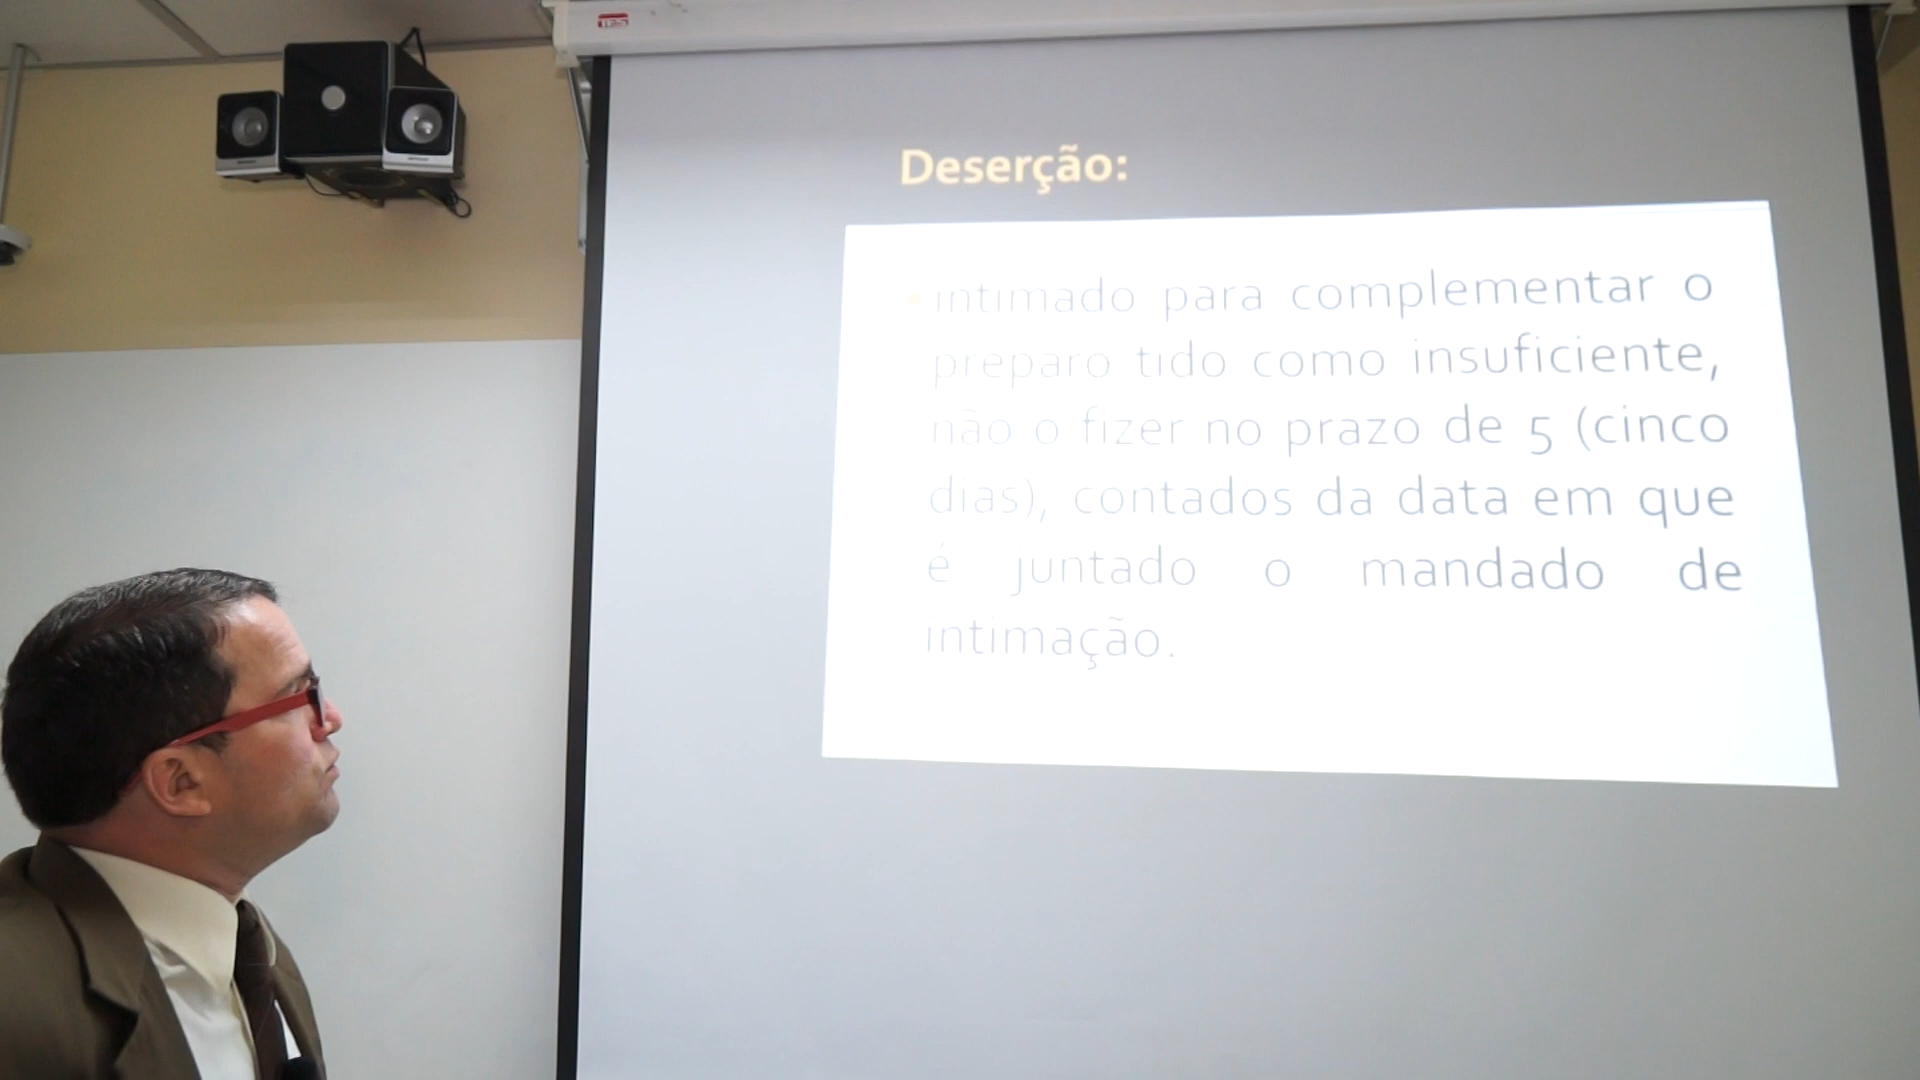 Deserção:
intimado para complementar o
preparo tido como insuficiente,
não o fizer no prazo de 5 (cinco
dias), contados da data em que
é juntado o mandado de
intimação.